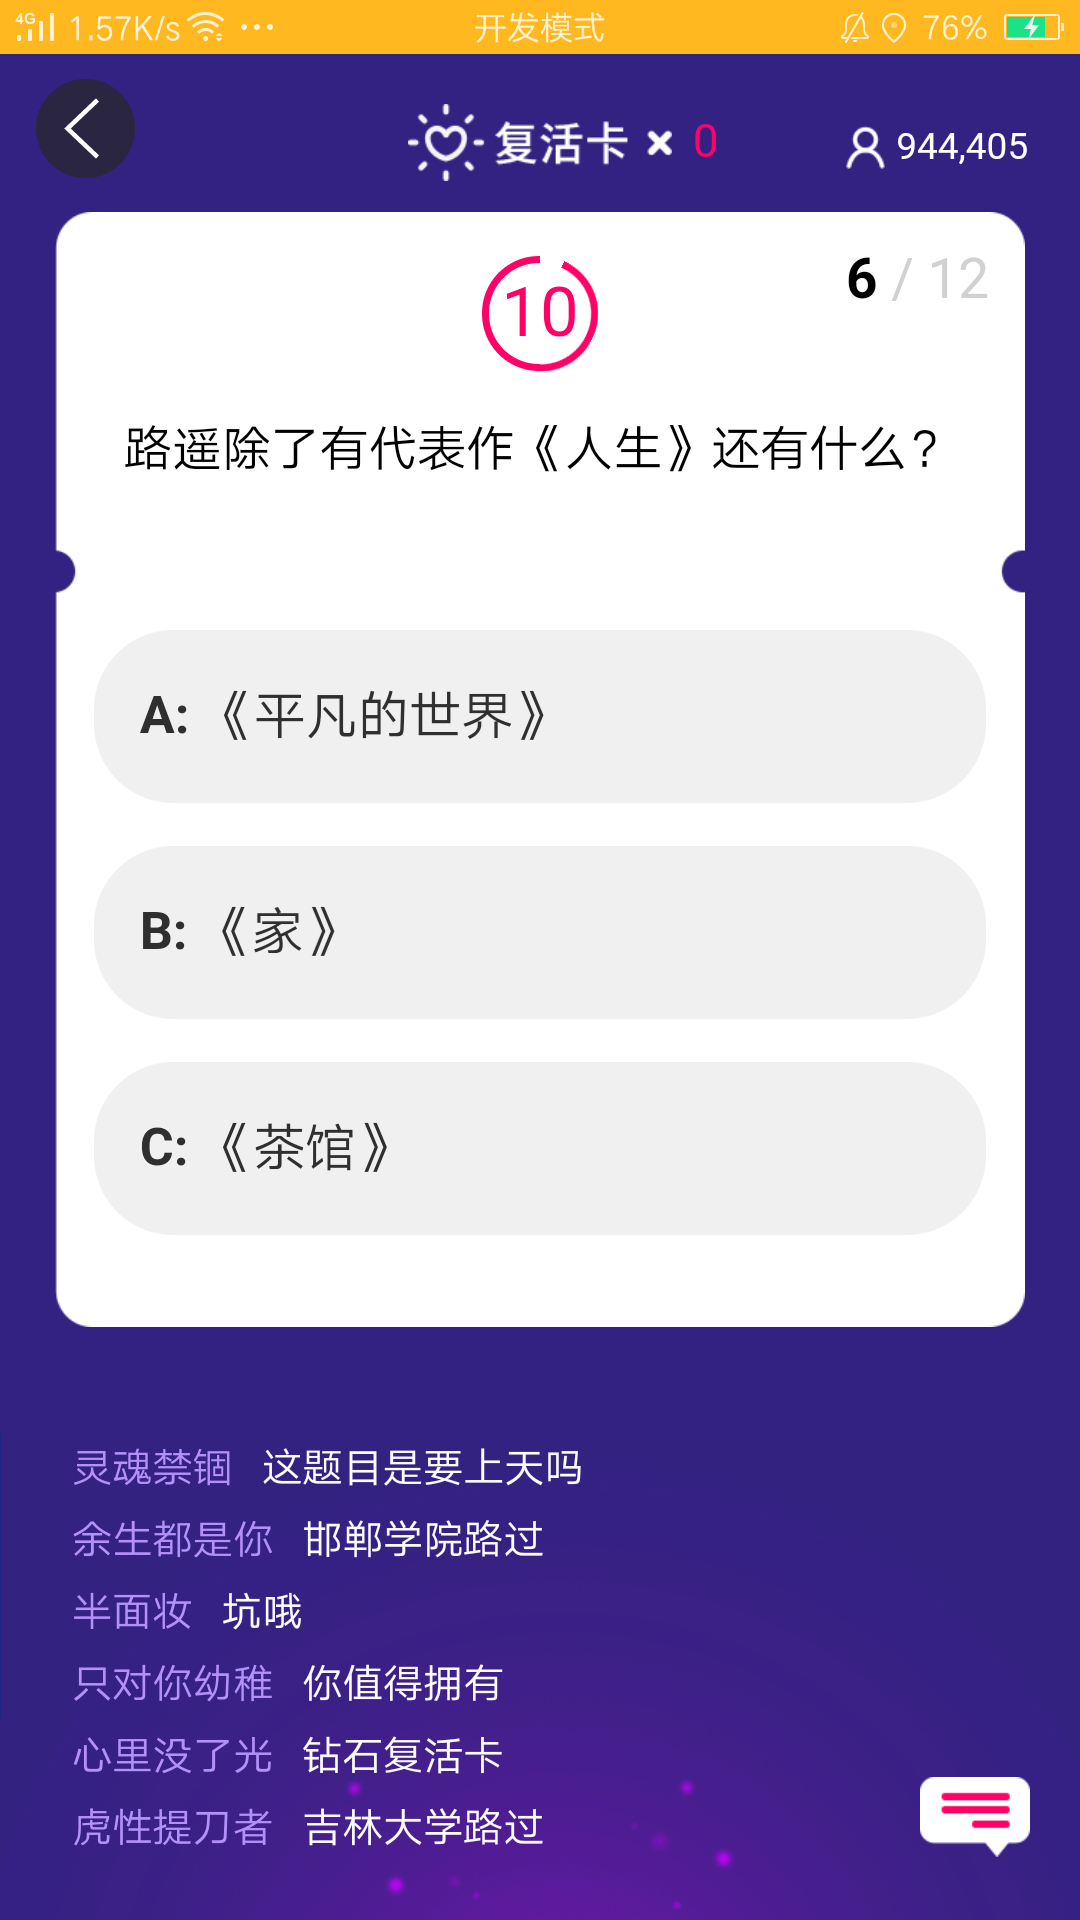 4G 1.57K/s ... 开发模式 76%
复活卡 × 0 944,405
10 6 / 12
路遥除了有代表作《人生》还有什么?
A: 《平凡的世界》
B: 《家》
C: 《茶馆》
灵魂禁锢 这题目是要上天吗
余生都是你 邯郸学院路过
半面妆 坑哦
只对你幼稚 你值得拥有
心里没了光 钻石复活卡
虎性提刀者 吉林大学路过